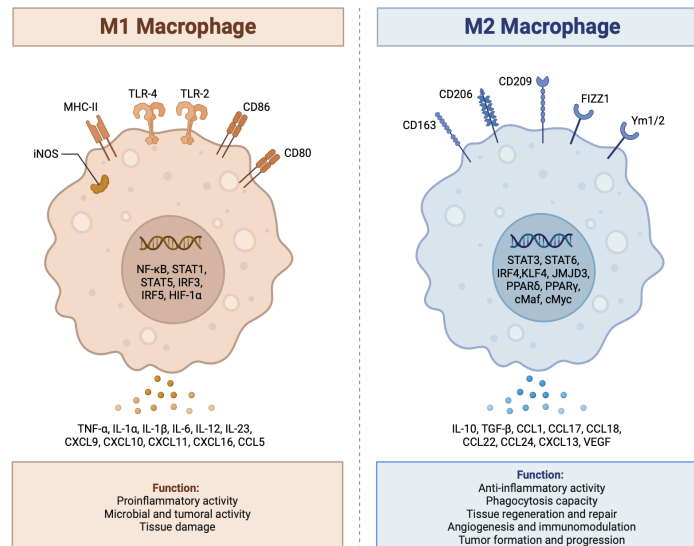 M1 Macrophage
MHC-II
TLR-4
TLR-2
CD86
CD80
iNOS
NF-κB, STAT1,
STAT5, IRF3,
IRF5, HIF-1α
TNF-α, IL-1α, IL-1β, IL-6, IL-12, IL-23,
CXCL9, CXCL10, CXCL11, CXCL16, CCL5
Function:
Proinflammatory activity
Microbial and tumoral activity
Tissue damage
M2 Macrophage
CD163
CD206
CD209
FIZZ1
Ym1/2
STAT3, STAT6,
IRF4,KLF4, JMJD3,
PPARδ, PPARγ,
cMaf, cMyc
IL-10, TGF-β, CCL1, CCL17, CCL18,
CCL22, CCL24, CXCL13, VEGF
Function:
Anti-inflammatory activity
Phagocytosis capacity
Tissue regeneration and repair
Angiogenesis and immunomodulation
Tumor formation and progression